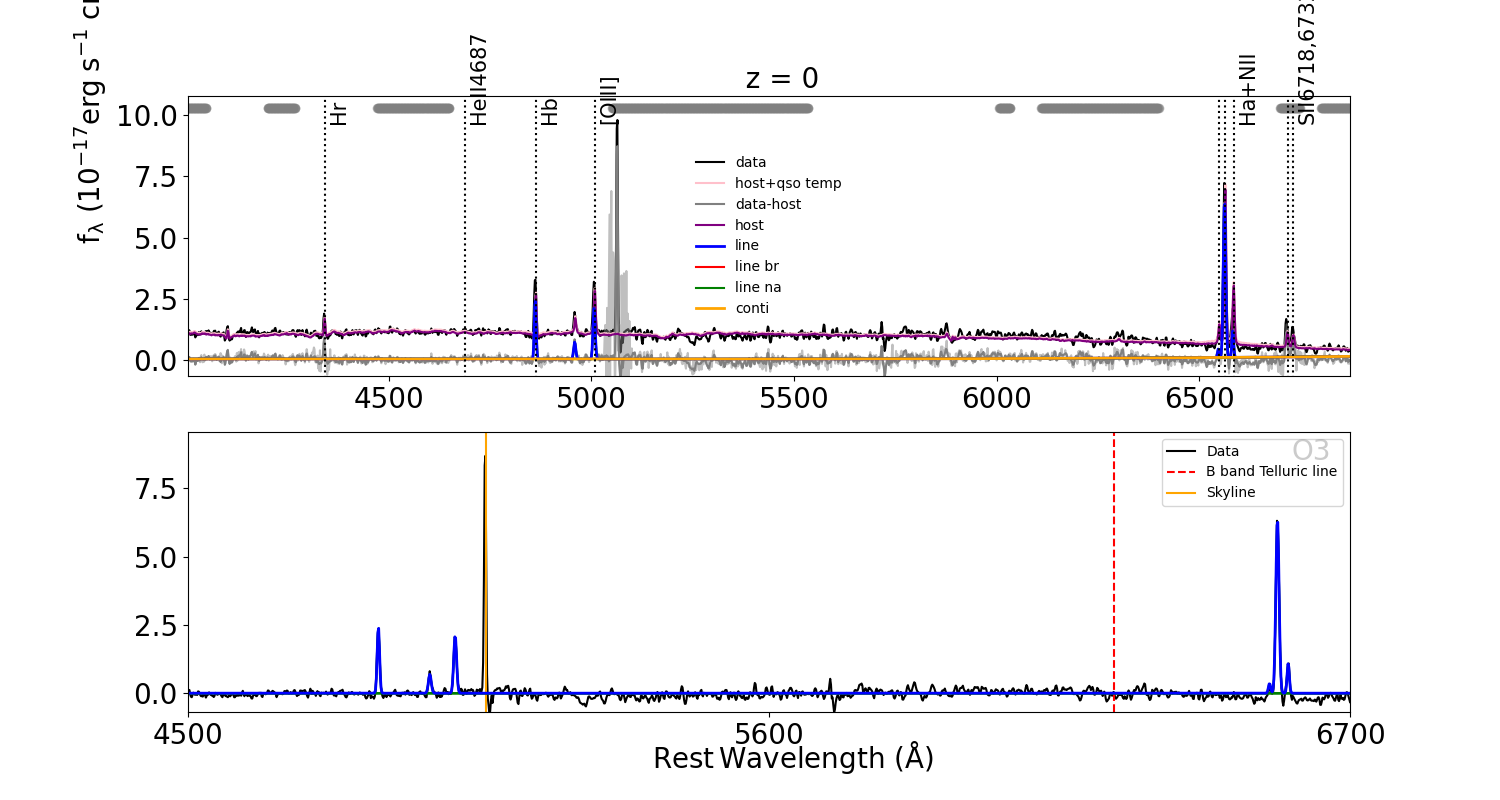 z = 0
f_λ (10^−17 erg s^−1
Hr
HeII4687
Hb
[OIII]
Ha+NII
SII6718,673
10.0
7.5
5.0
2.5
0.0
data
host+qso temp
data-host
host
line
line br
line na
conti
4500
5000
5500
6000
6500
7.5
5.0
2.5
0.0
O3
Data
B band Telluric line
Skyline
4500
5600
6700
Rest Wavelength (Å)